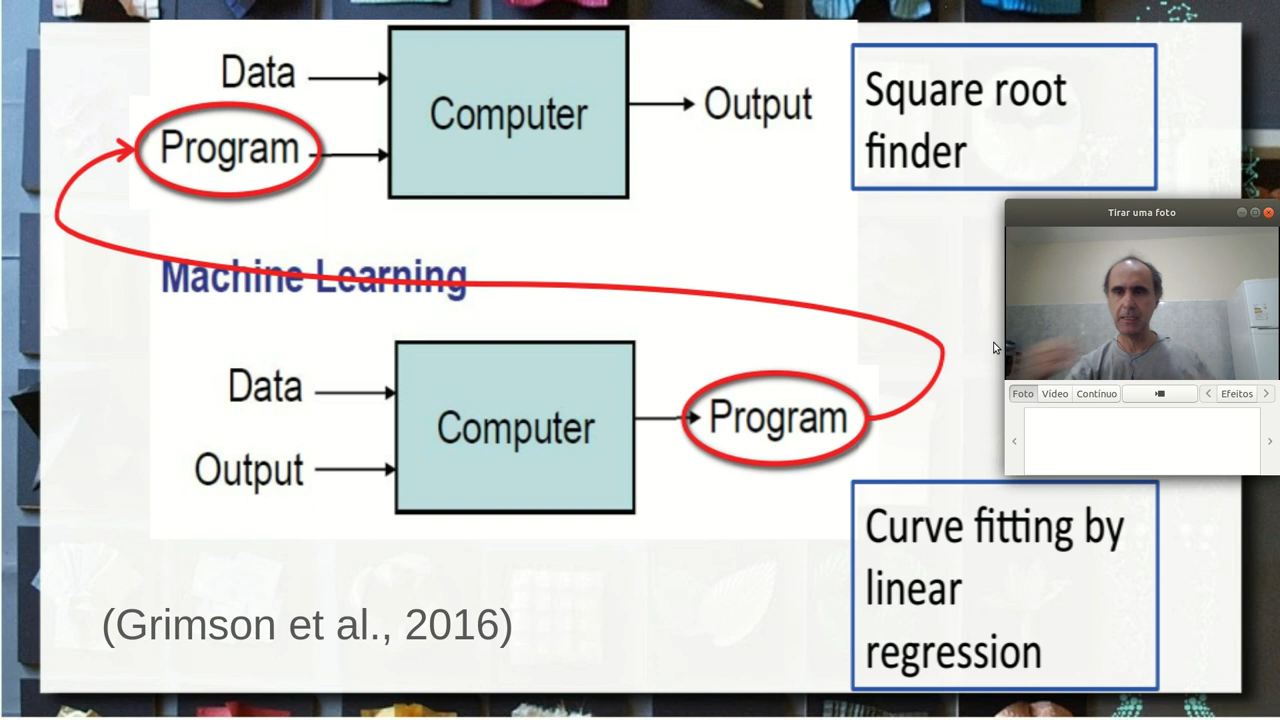 Data
Program
Computer
Output
Square root
finder
Tirar uma foto
Machine Learning
Data
Output
Computer
Program
Foto
Vídeo
Contínuo
Efeitos
Curve fitting by
linear
regression
(Grimson et al., 2016)